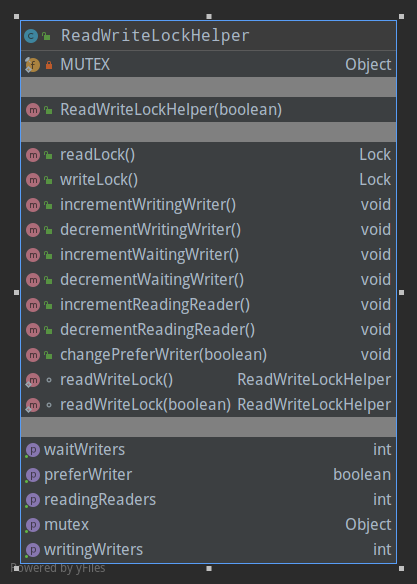 ReadWriteLockHelper
MUTEX Object
ReadWriteLockHelper(boolean)
readLock() Lock
writeLock() Lock
incrementWritingWriter() void
decrementWritingWriter() void
incrementWaitingWriter() void
decrementWaitingWriter() void
incrementReadingReader() void
decrementReadingReader() void
changePreferWriter(boolean) void
readWriteLock() ReadWriteLockHelper
readWriteLock(boolean) ReadWriteLockHelper
waitWriters int
preferWriter boolean
readingReaders int
mutex Object
writingWriters int
Powered by yFiles